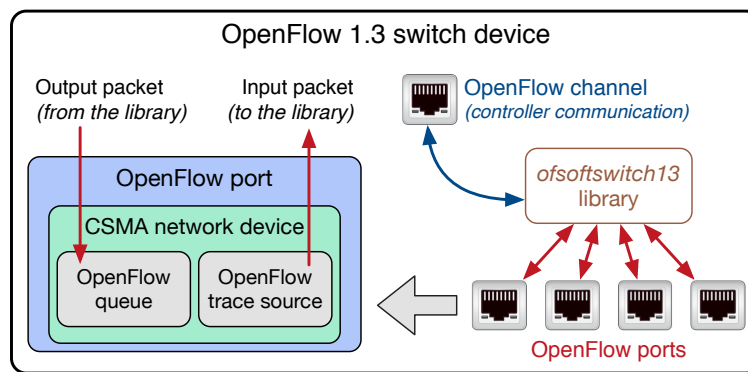 OpenFlow 1.3 switch device
Output packet
(from the library)
Input packet
(to the library)
OpenFlow channel
(controller communication)
OpenFlow port
CSMA network device
OpenFlow
queue
OpenFlow
trace source
ofsoftswitch13
library
OpenFlow ports